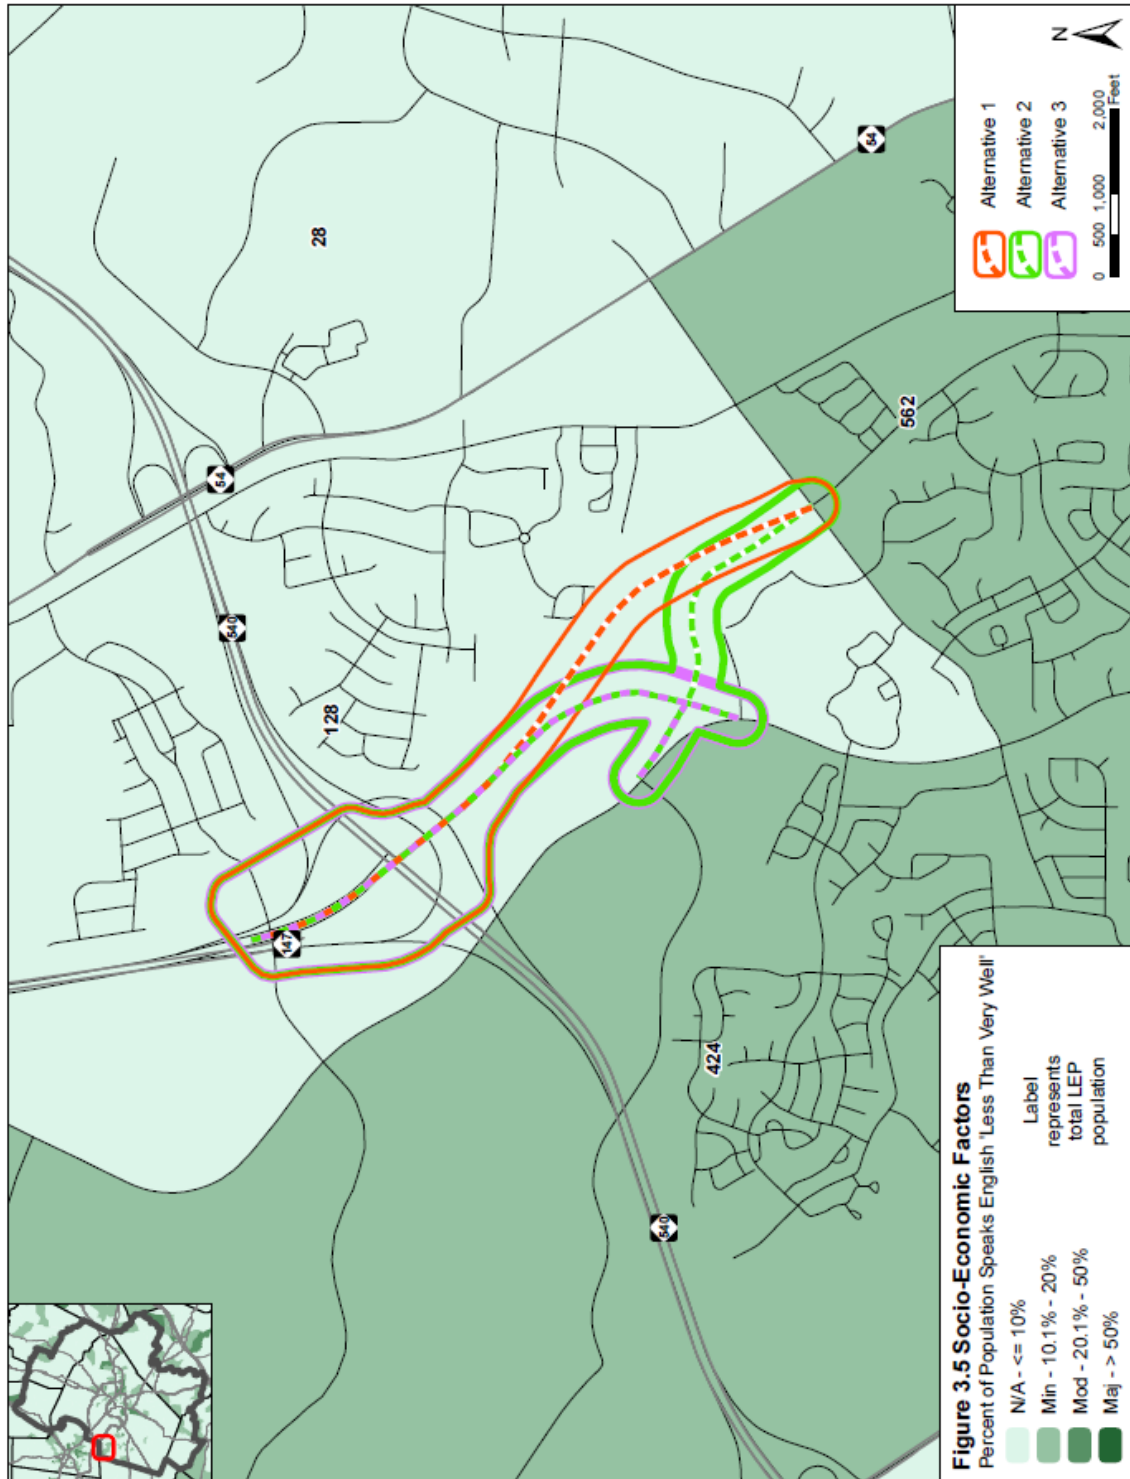 54
28
54
540
128
147
562
424
540
Figure 3.5 Socio-Economic Factors
Percent of Population Speaks English 'Less Than Very Well'
N/A - <= 10%
Min - 10.1% - 20%
Mod - 20.1% - 50%
Maj - > 50%
Label
represents
total LEP
population
Alternative 1
Alternative 2
Alternative 3
N
0 500 1,000 2,000
Feet